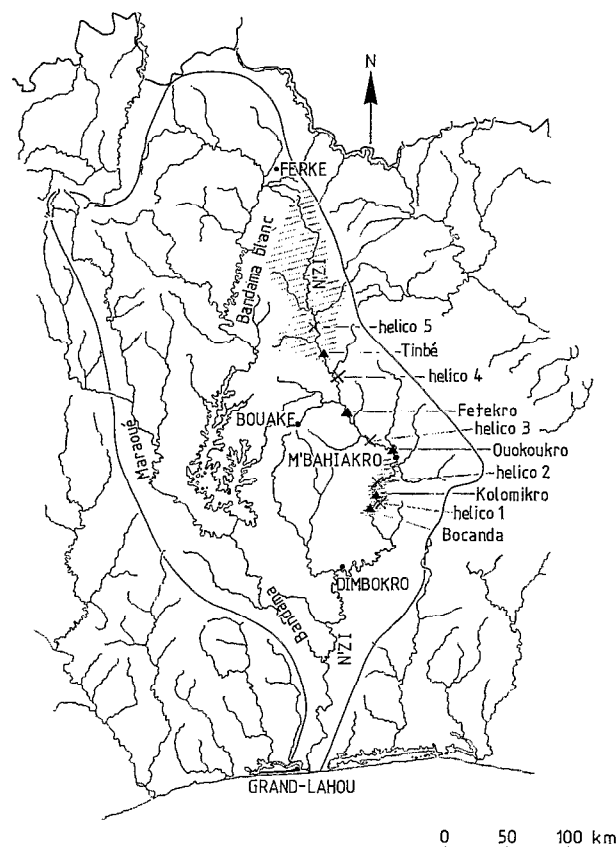 N
FERKE
Bandama blanc
N'ZI
helico 5
Tinbé
helico 4
Fetekro
BOUAKE
helico 3
Ouokoukro
M'BAHIAKRO
helico 2
Kolomikro
helico 1
Bocanda
Maraoué
DIMBOKRO
Bandama
N'ZI
GRAND-LAHOU
0 50 100 km